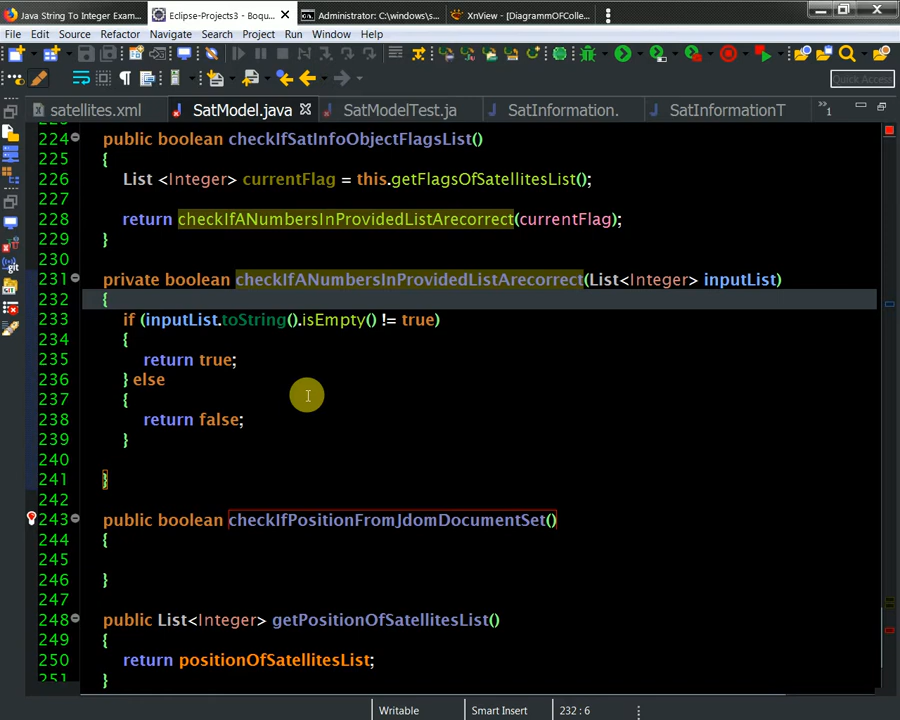 Java String To Integer Exam...
Eclipse-Projects3 - Boqu...
Administrator: C:\windows\s...
XnView - [DiagrammOfColle...
File Edit Source Refactor Navigate Search Project Run Window Help
Quick Access
satellites.xml SatModel.java SatModelTest.ja SatInformation. SatInformationT »1
224 public boolean checkIfSatInfoObjectFlagsList()
225 {
226 List <Integer> currentFlag = this.getFlagsOfSatellitesList();
227
228 return checkIfANumbersInProvidedListArecorrect(currentFlag);
229 }
230
231 private boolean checkIfANumbersInProvidedListArecorrect(List<Integer> inputList)
232 {
233 if (inputList.toString().isEmpty() != true)
234 {
235 return true;
236 } else
237 {
238 return false;
239 }
240
241 }
242
243 public boolean checkIfPositionFromJdomDocumentSet()
244 {
245
246 }
247
248 public List<Integer> getPositionOfSatellitesList()
249 {
250 return positionOfSatellitesList;
251 }
Writable Smart Insert 232 : 6